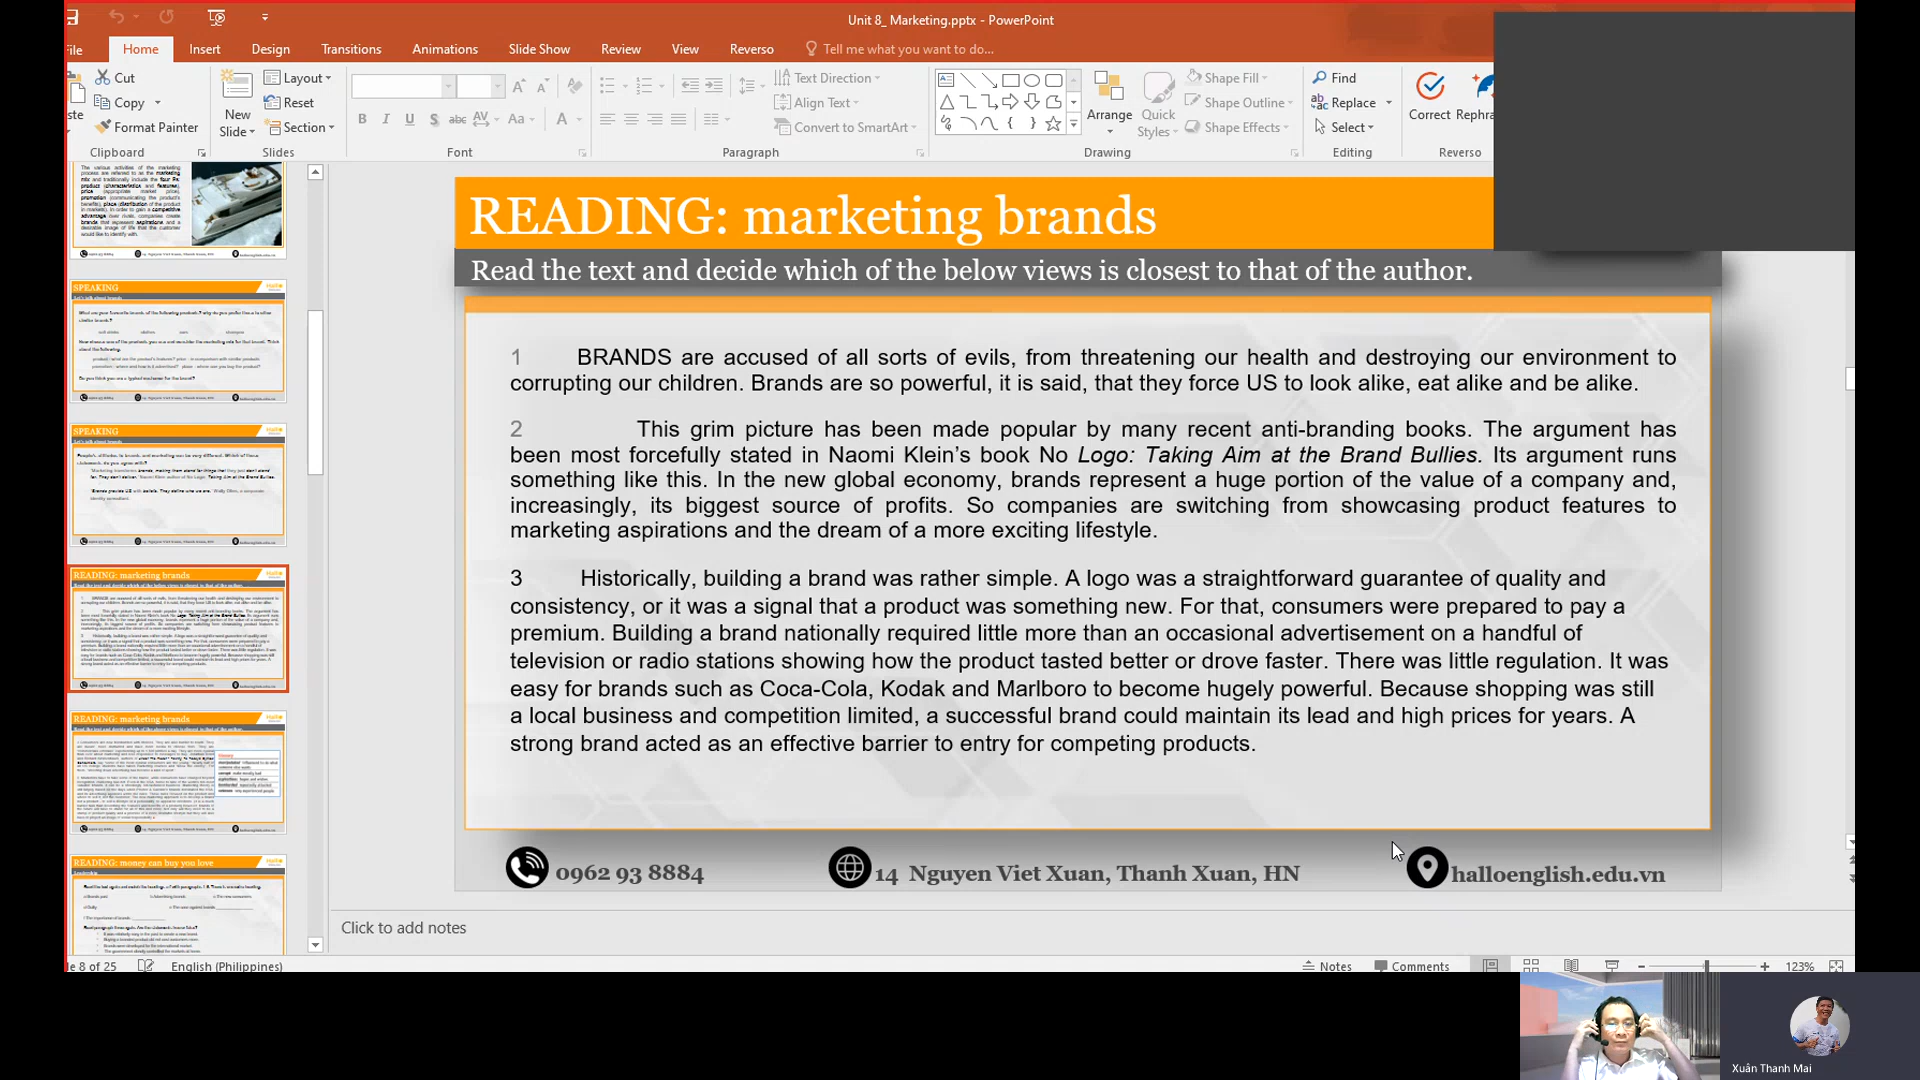 Unit 8_ Marketing.pptx - PowerPoint
File Home Insert Design Transitions Animations Slide Show Review View Reverso Tell me what you want to do...
Cut
Copy
Format Painter
Clipboard
New Slide
Layout
Reset
Section
Slides
Font
Text Direction
Align Text
Convert to SmartArt
Paragraph
Arrange
Quick Styles
Shape Fill
Shape Outline
Shape Effects
Drawing
Find
Replace
Select
Editing
Correct
Reverso
SPEAKING
SPEAKING
READING: marketing brands
READING: marketing brands
READING: money can buy you love
READING: marketing brands
Read the text and decide which of the below views is closest to that of the author.
1 BRANDS are accused of all sorts of evils, from threatening our health and destroying our environment to
corrupting our children. Brands are so powerful, it is said, that they force US to look alike, eat alike and be alike.
2 This grim picture has been made popular by many recent anti-branding books. The argument has
been most forcefully stated in Naomi Klein's book No Logo: Taking Aim at the Brand Bullies. Its argument runs
something like this. In the new global economy, brands represent a huge portion of the value of a company and,
increasingly, its biggest source of profits. So companies are switching from showcasing product features to
marketing aspirations and the dream of a more exciting lifestyle.
3 Historically, building a brand was rather simple. A logo was a straightforward guarantee of quality and
consistency, or it was a signal that a product was something new. For that, consumers were prepared to pay a
premium. Building a brand nationally required little more than an occasional advertisement on a handful of
television or radio stations showing how the product tasted better or drove faster. There was little regulation. It was
easy for brands such as Coca-Cola, Kodak and Marlboro to become hugely powerful. Because shopping was still
a local business and competition limited, a successful brand could maintain its lead and high prices for years. A
strong brand acted as an effective barrier to entry for competing products.
0962 93 8884
14 Nguyen Viet Xuan, Thanh Xuan, HN
halloenglish.edu.vn
Click to add notes
8 of 25
English (Philippines)
Notes
Comments
123%
Xuân Thanh Mai